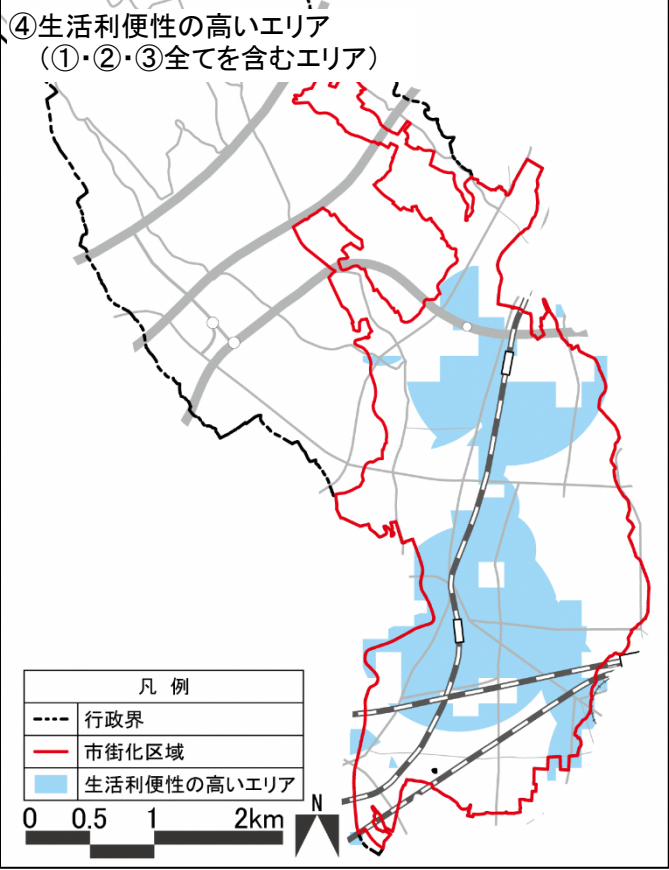 ④生活利便性の高いエリア
（①・②・③全てを含むエリア）
凡 例
行政界
市街化区域
生活利便性の高いエリア
0 0.5 1 2km
N